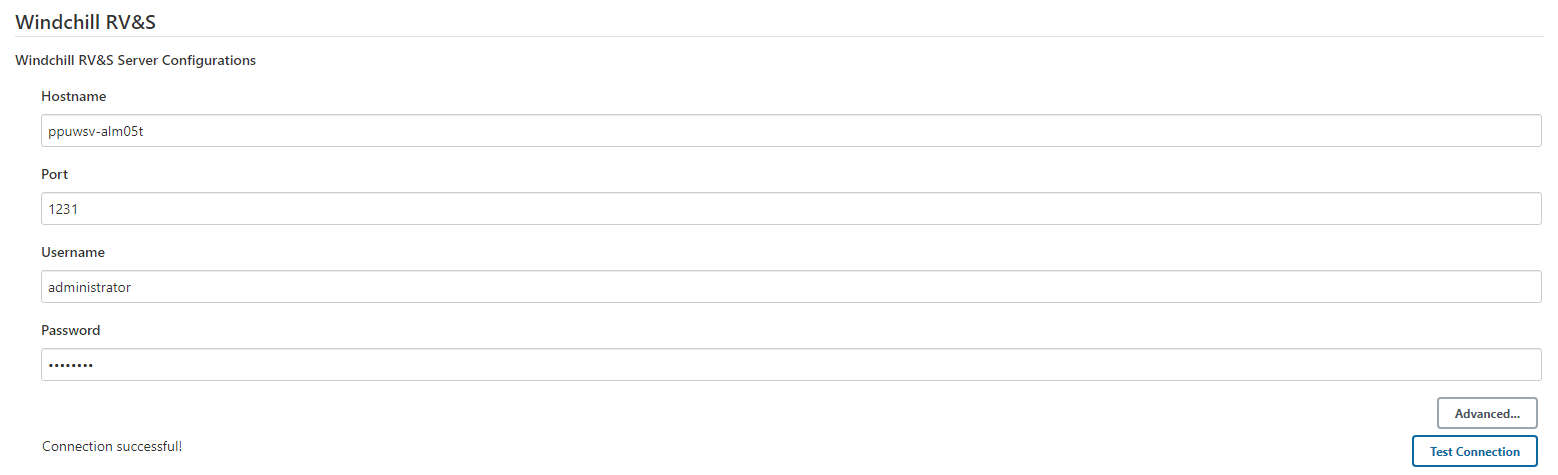 Windchill RV&S
Windchill RV&S Server Configurations
Hostname
ppuwsv-alm05t
Port
1231
Username
administrator
Password
••••••••
Advanced...
Connection successful!
Test Connection